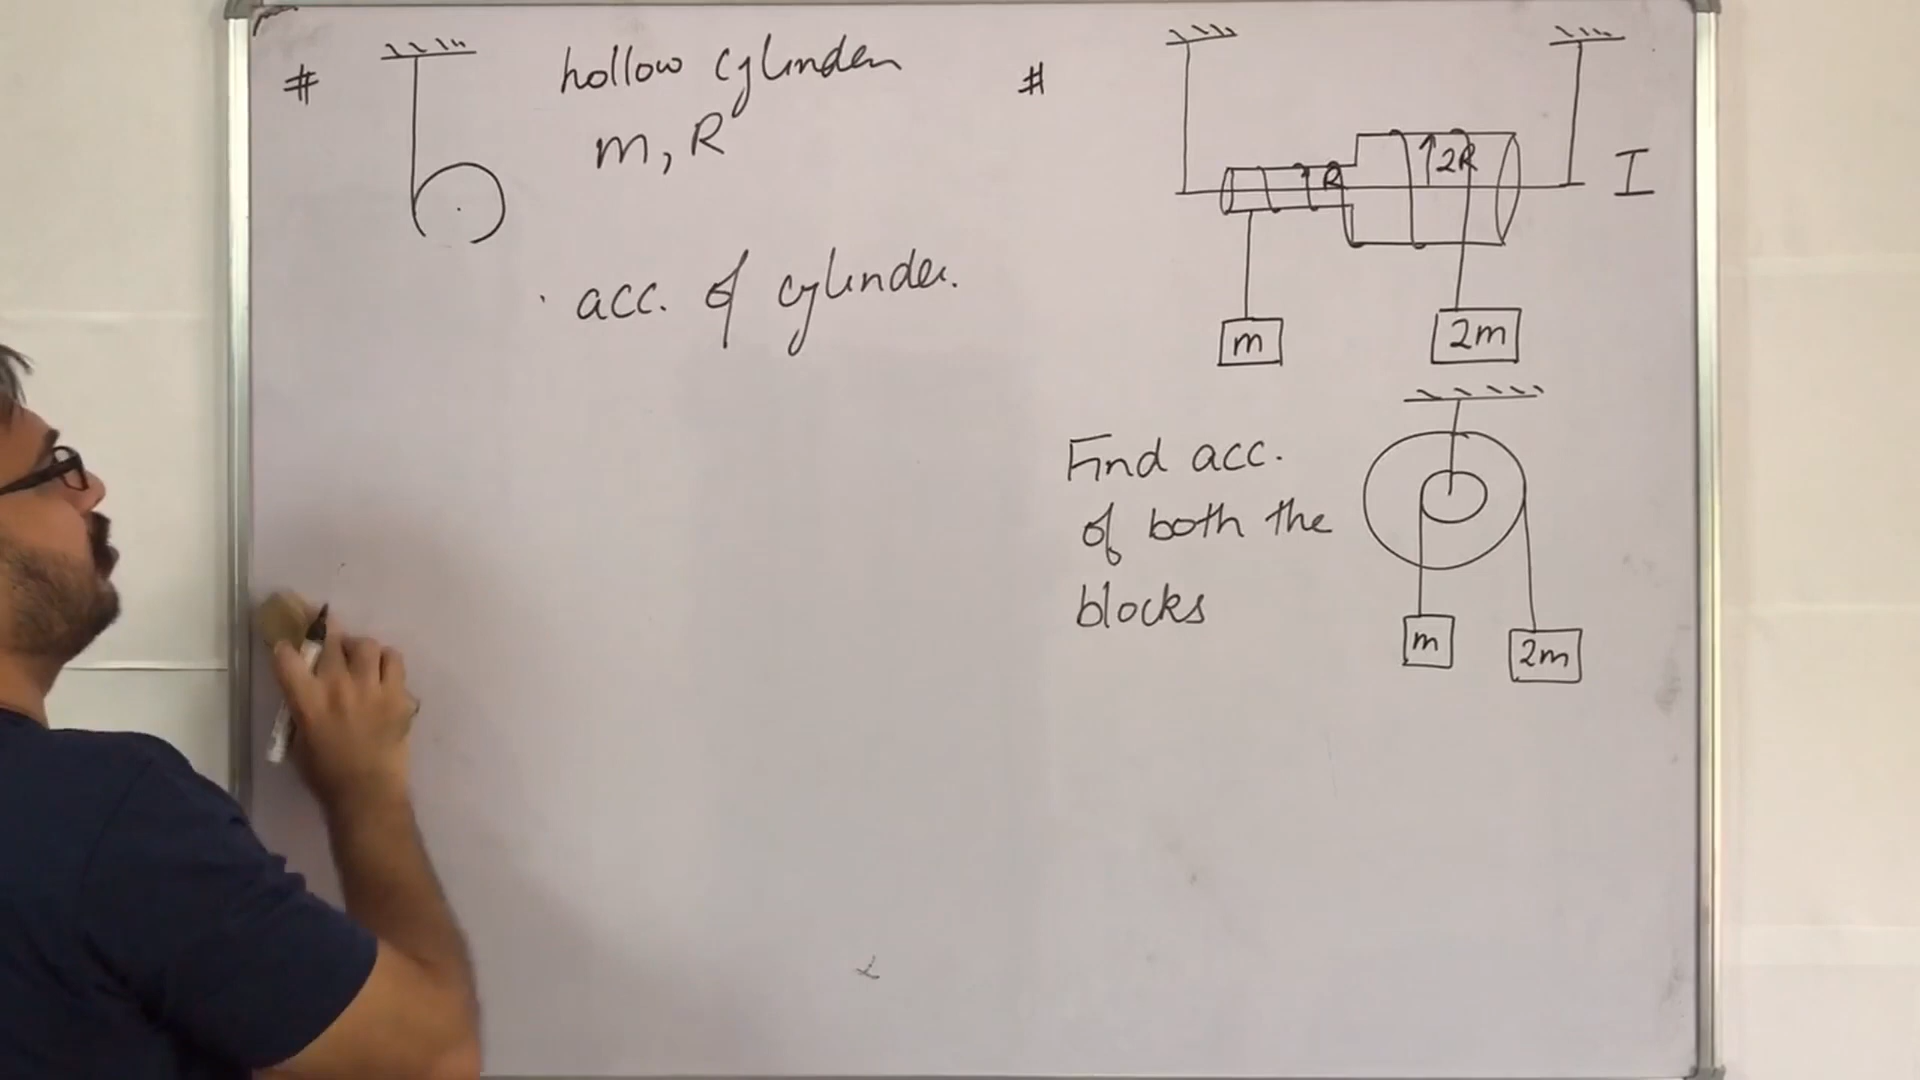 #
hollow cylinder
m, R
acc. of cylinder.
#
R
2R
I
m
2m
Find acc.
of both the
blocks
m
2m